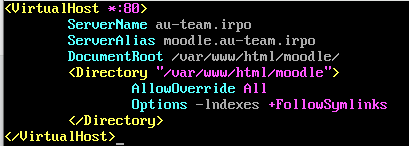 <VirtualHost *:80>
ServerName au-team.irpo
ServerAlias moodle.au-team.irpo
DocumentRoot /var/www/html/moodle/
<Directory "/var/www/html/moodle">
AllowOverride All
Options -Indexes +FollowSymlinks
</Directory>
</VirtualHost>